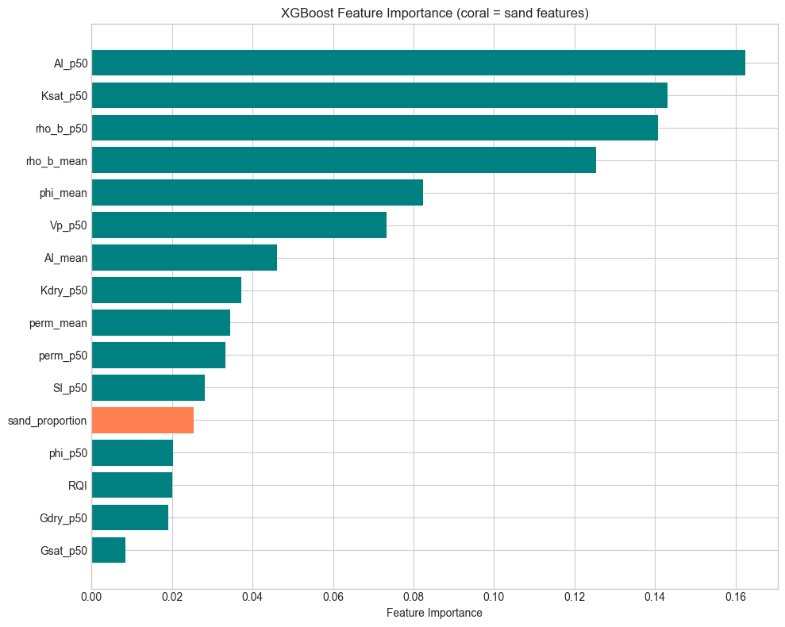 XGBoost Feature Importance (coral = sand features)
AI_p50
Ksat_p50
rho_b_p50
rho_b_mean
phi_mean
Vp_p50
AI_mean
Kdry_p50
perm_mean
perm_p50
SI_p50
sand_proportion
phi_p50
RQI
Gdry_p50
Gsat_p50
0.00 0.02 0.04 0.06 0.08 0.10 0.12 0.14 0.16
Feature Importance